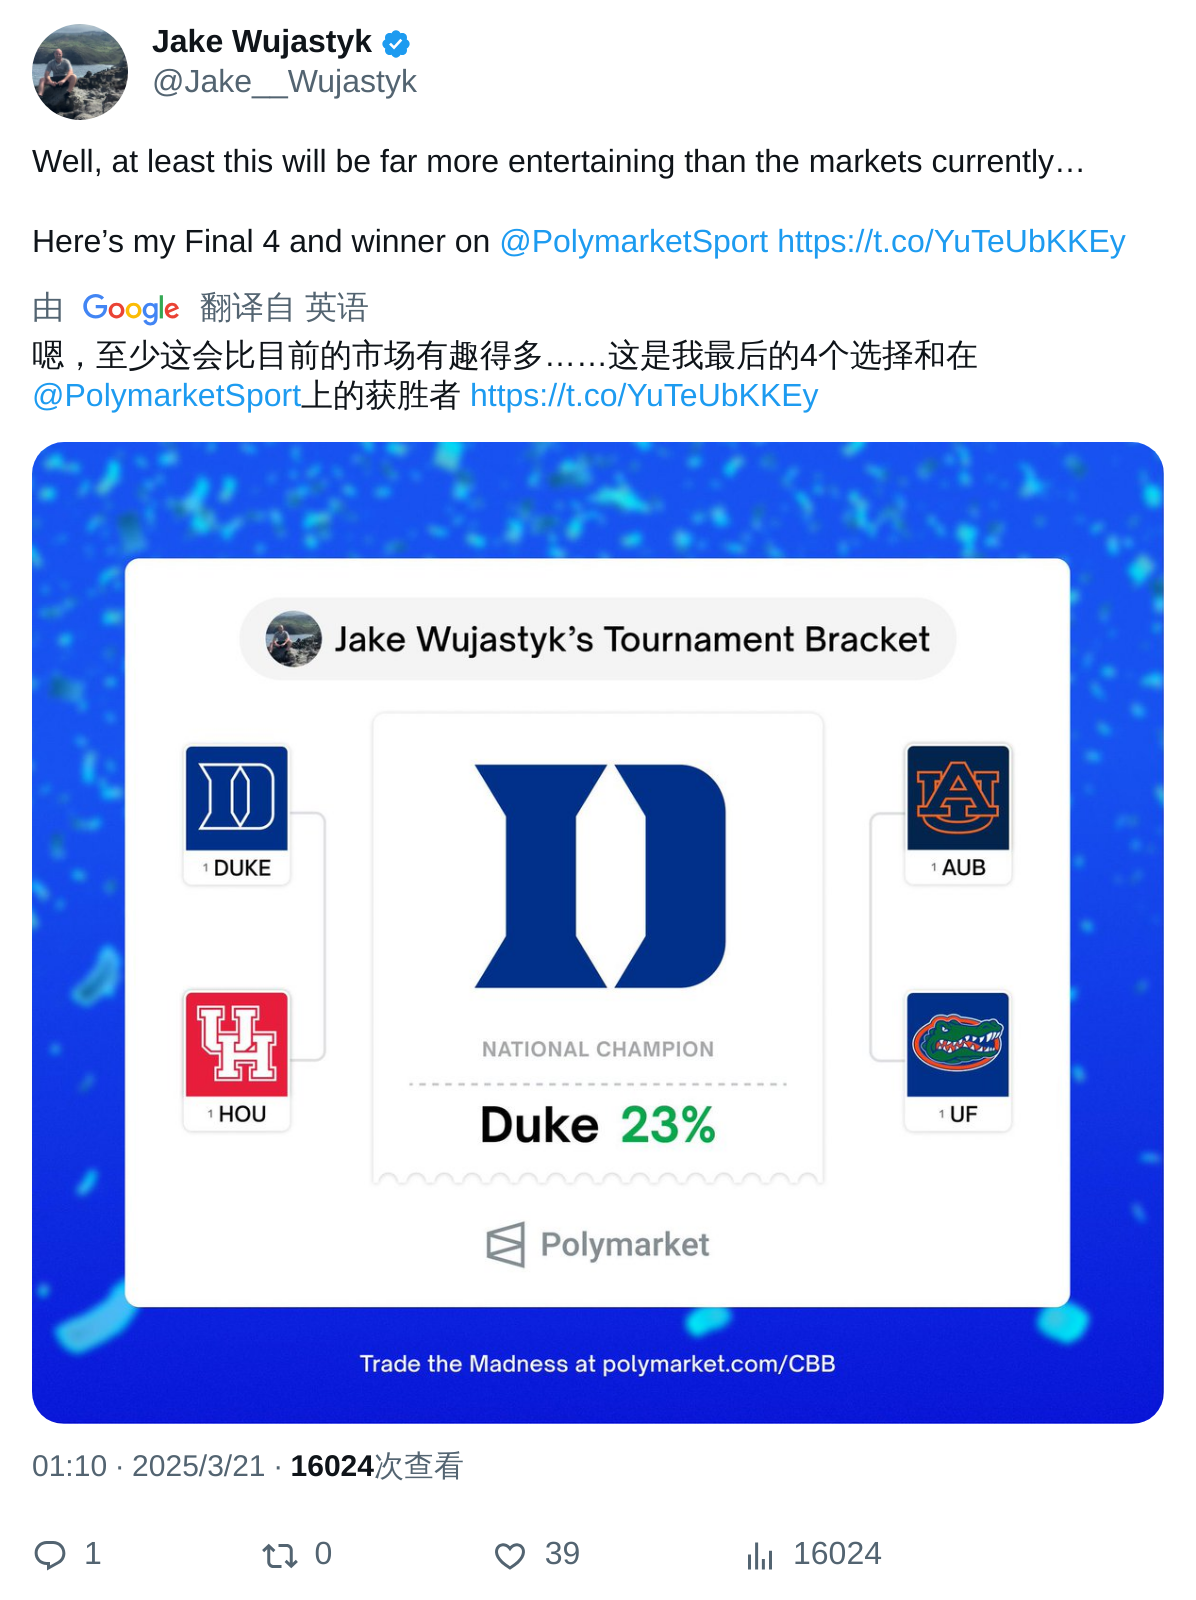 Jake Wujastyk
@Jake__Wujastyk
Well, at least this will be far more entertaining than the markets currently…
Here’s my Final 4 and winner on @PolymarketSport https://t.co/YuTeUbKKEy
由 Google 翻译自 英语
嗯，至少这会比目前的市场有趣得多……这是我最后的4个选择和在
@PolymarketSport上的获胜者 https://t.co/YuTeUbKKEy
Jake Wujastyk’s Tournament Bracket
1 DUKE
1 AUB
1 HOU
1 UF
NATIONAL CHAMPION
Duke 23%
Polymarket
Trade the Madness at polymarket.com/CBB
01:10 · 2025/3/21 · 16024次查看
1 0 39 16024